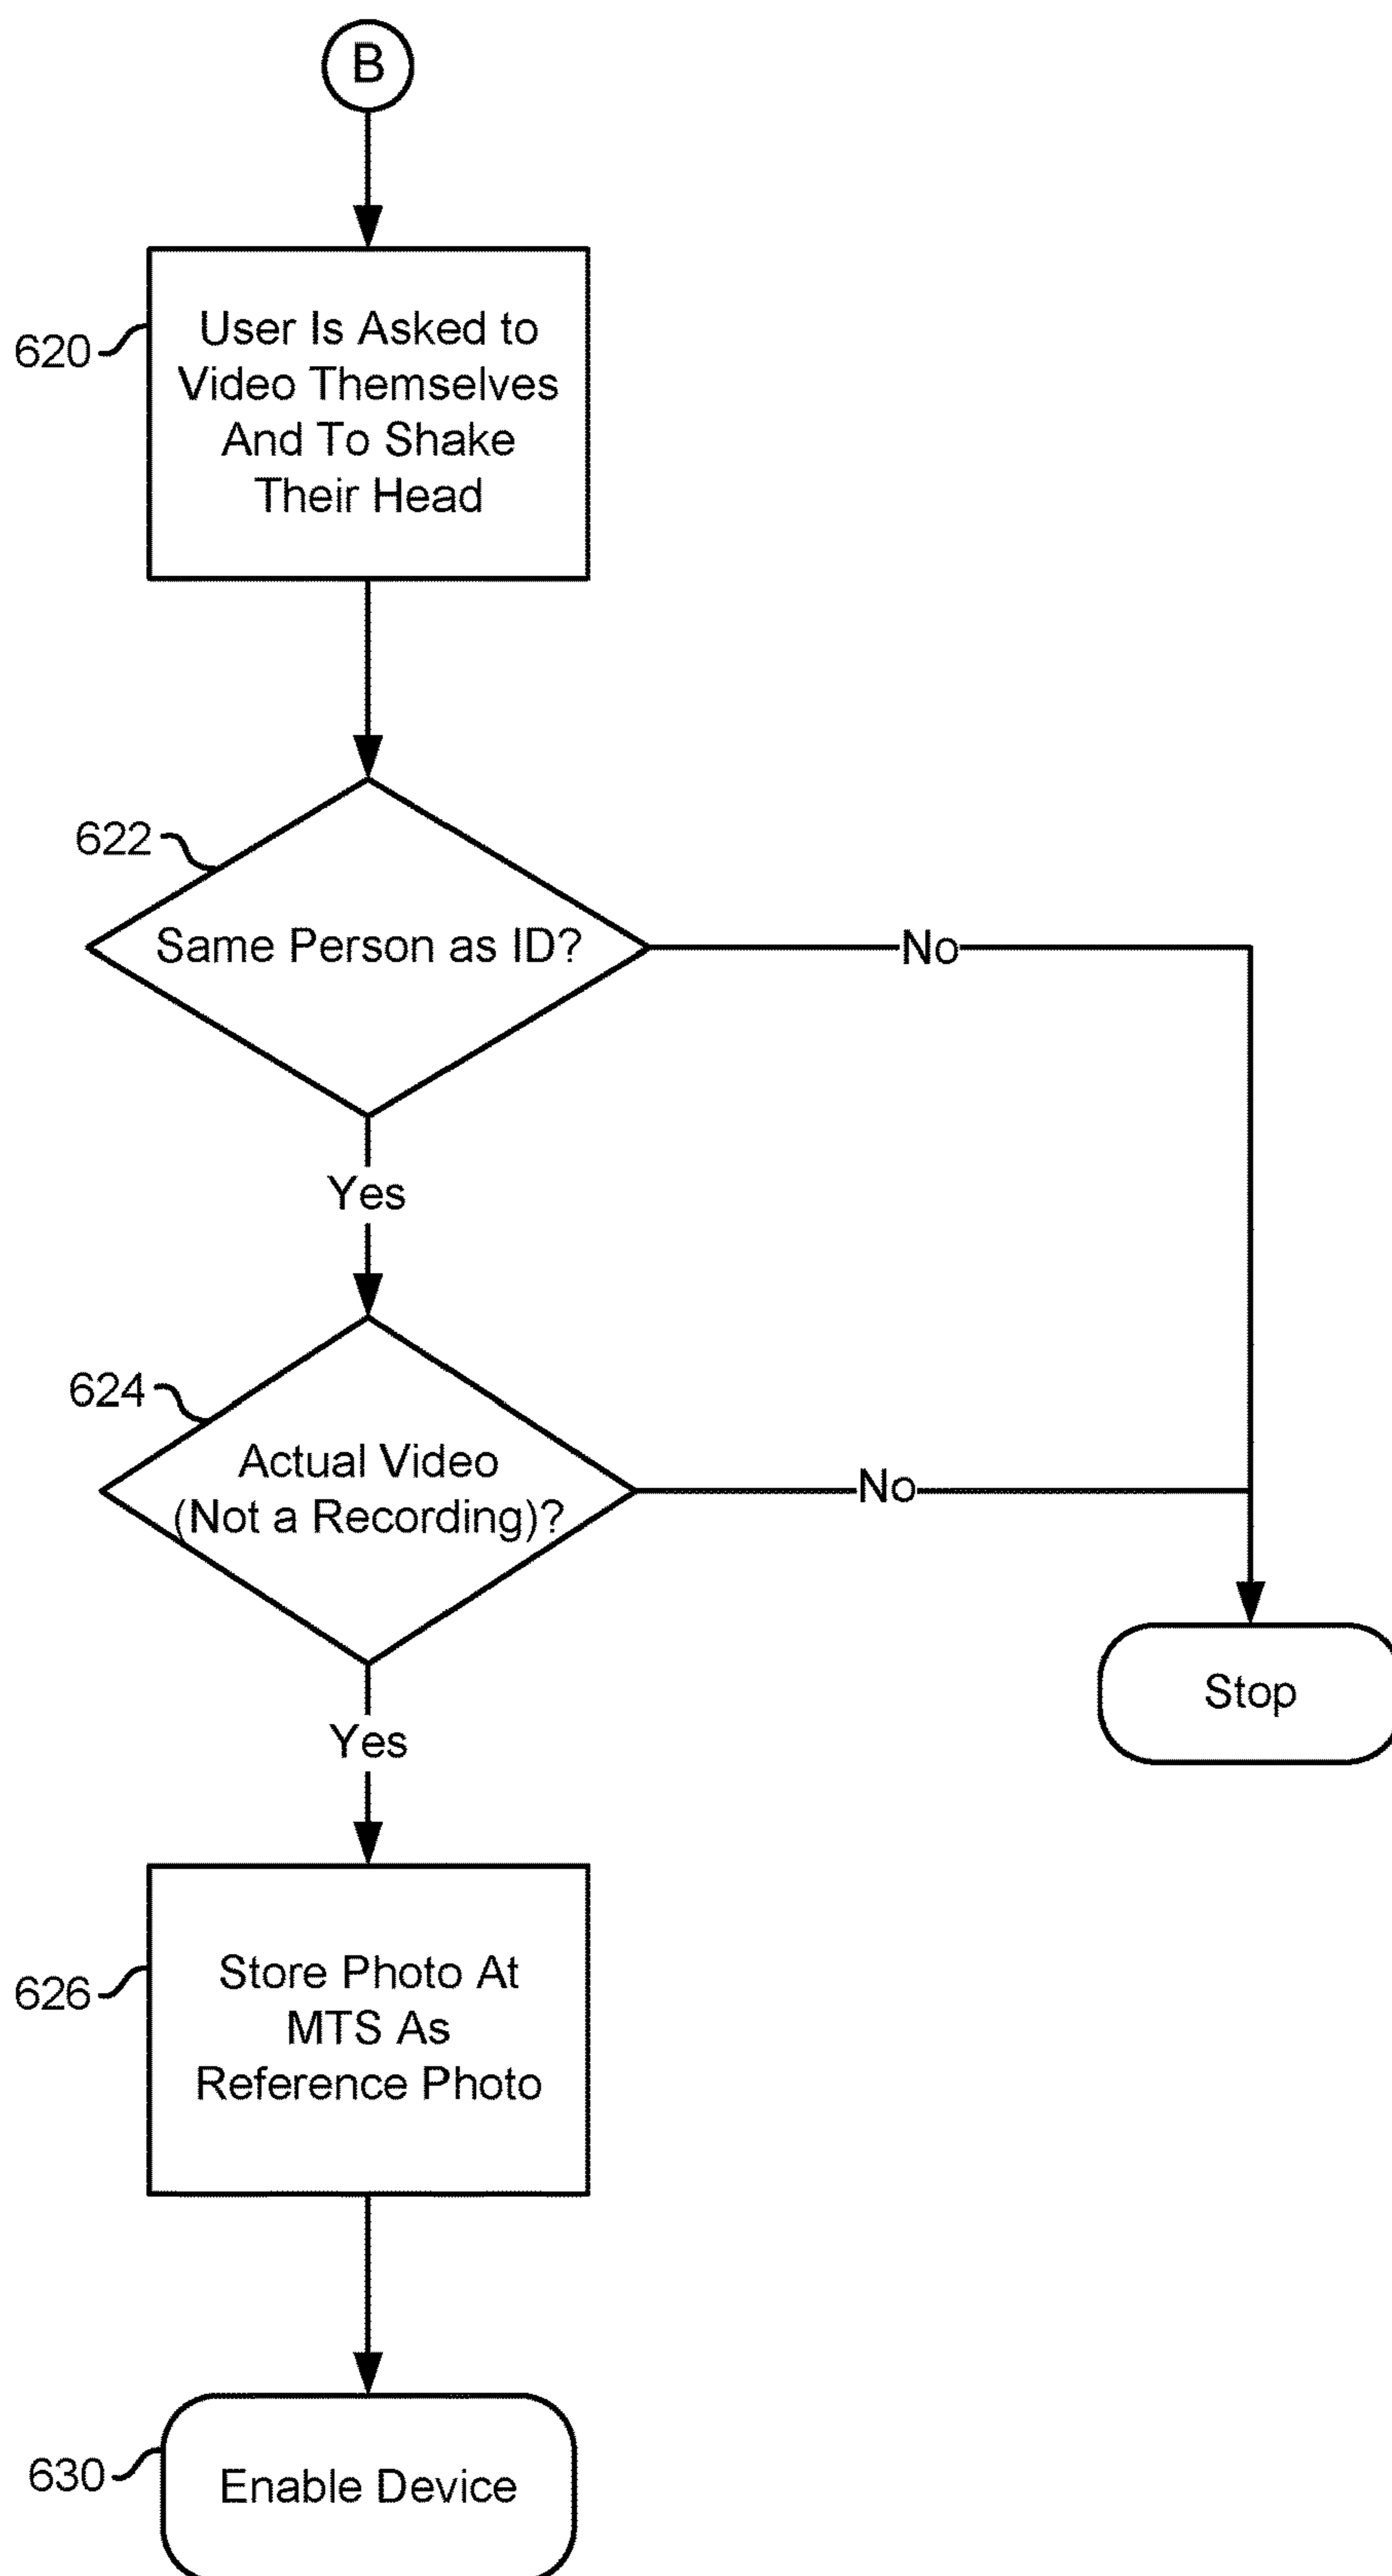 B
620
User Is Asked to
Video Themselves
And To Shake
Their Head
622
Same Person as ID?
No
Yes
624
Actual Video
(Not a Recording)?
No
Stop
Yes
626
Store Photo At
MTS As
Reference Photo
630
Enable Device